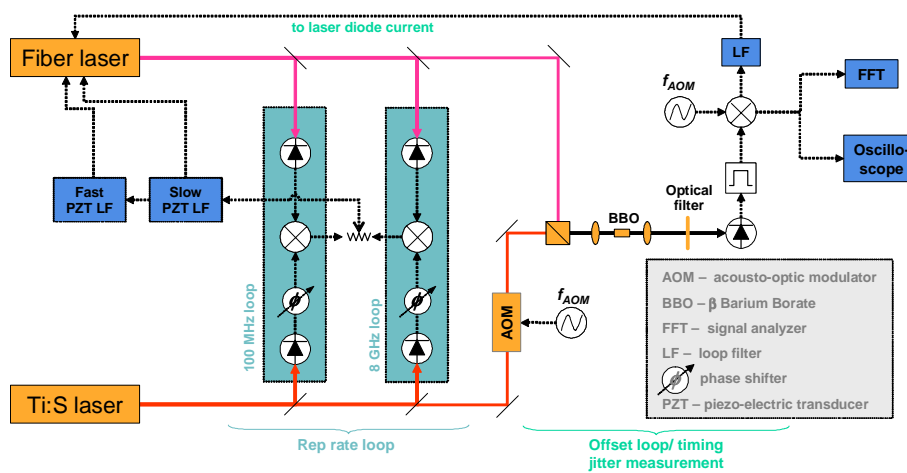 to laser diode current
Fiber laser
LF
f_AOM
FFT
Oscillo-
scope
Fast
PZT LF
Slow
PZT LF
100 MHz loop
ϕ
8 GHz loop
ϕ
BBO
Optical
filter
AOM
f_AOM
Ti:S laser
Rep rate loop
Offset loop/ timing
jitter measurement
AOM – acousto-optic modulator
BBO – β Barium Borate
FFT – signal analyzer
LF – loop filter
ϕ phase shifter
PZT – piezo-electric transducer